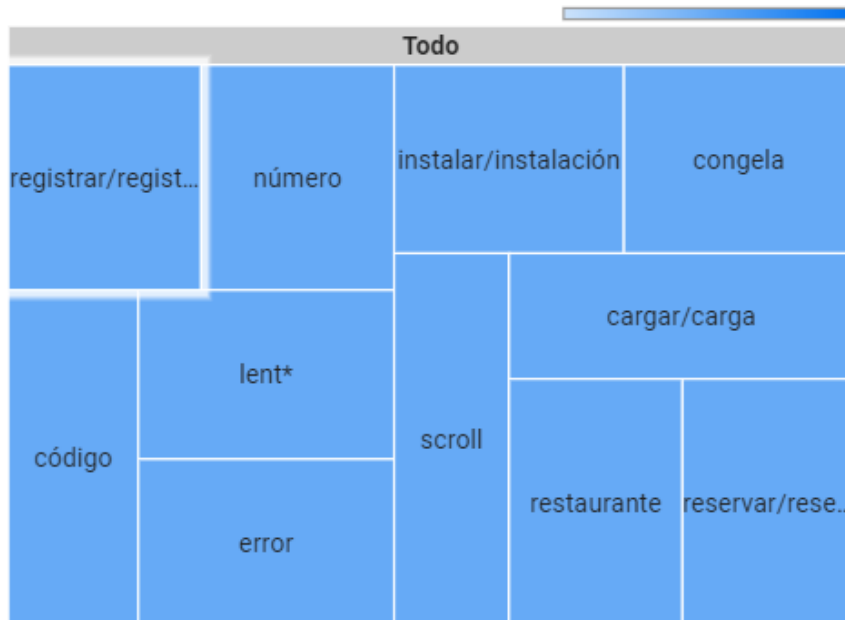 Todo
registrar/regist...
número
instalar/instalación
congela
código
lent*
error
scroll
cargar/carga
restaurante
reservar/rese...